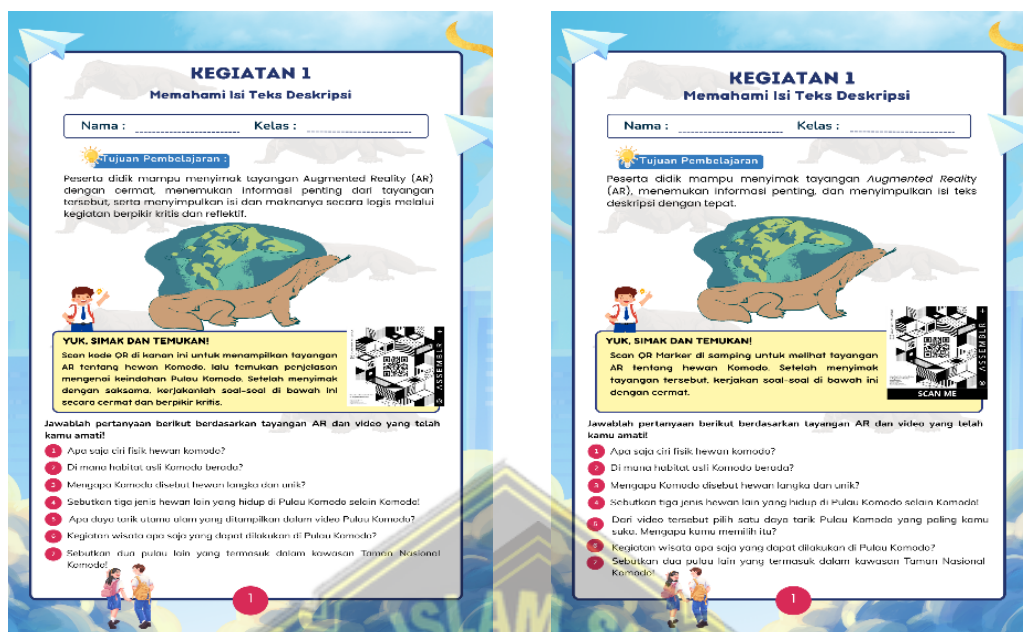 KEGIATAN 1
Memahami Isi Teks Deskripsi
Nama : Kelas :
Tujuan Pembelajaran :
Peserta didik mampu menyimak tayangan Augmented Reality (AR)
dengan cermat, menemukan informasi penting dari tayangan
tersebut, serta menyimpulkan isi dan maknanya secara logis melalui
kegiatan berpikir kritis dan reflektif.
YUK, SIMAK DAN TEMUKAN!
Scan kode QR di kanan ini untuk menampilkan tayangan
AR tentang hewan Komodo, lalu temukan penjelasan
mengenai keindahan Pulau Komodo. Setelah menyimak
dengan saksama, kerjakanlah soal-soal di bawah ini
secara cermat dan berpikir kritis.
ASSEMBLR
Jawablah pertanyaan berikut berdasarkan tayangan AR dan video yang telah
kamu amati!
1 Apa saja ciri fisik hewan komodo?
2 Di mana habitat asli Komodo berada?
3 Mengapa Komodo disebut hewan langka dan unik?
4 Sebutkan tiga jenis hewan lain yang hidup di Pulau Komodo selain Komodo!
5 Apa daya tarik utama alam yang ditampilkan dalam video Pulau Komodo?
6 Kegiatan wisata apa saja yang dapat dilakukan di Pulau Komodo?
7 Sebutkan dua pulau lain yang termasuk dalam kawasan Taman Nasional
Komodo!
1
KEGIATAN 1
Memahami Isi Teks Deskripsi
Nama : Kelas :
Tujuan Pembelajaran
Peserta didik mampu menyimak tayangan Augmented Reality
(AR), menemukan informasi penting, dan menyimpulkan isi teks
deskripsi dengan tepat.
YUK, SIMAK DAN TEMUKAN!
Scan QR Marker di samping untuk melihat tayangan
AR tentang hewan Komodo. Setelah menyimak
tayangan tersebut, kerjakan soal-soal di bawah ini
dengan cermat.
ASSEMBLR
SCAN ME
Jawablah pertanyaan berikut berdasarkan tayangan AR dan video yang telah
kamu amati!
1 Apa saja ciri fisik hewan komodo?
2 Di mana habitat asli Komodo berada?
3 Mengapa Komodo disebut hewan langka dan unik?
4 Sebutkan tiga jenis hewan lain yang hidup di Pulau Komodo selain Komodo!
5 Dari video tersebut pilih satu daya tarik Pulau Komodo yang paling kamu
suka. Mengapa kamu memilih itu?
6 Kegiatan wisata apa saja yang dapat dilakukan di Pulau Komodo?
7 Sebutkan dua pulau lain yang termasuk dalam kawasan Taman Nasional
Komodo!
1
ISLAM